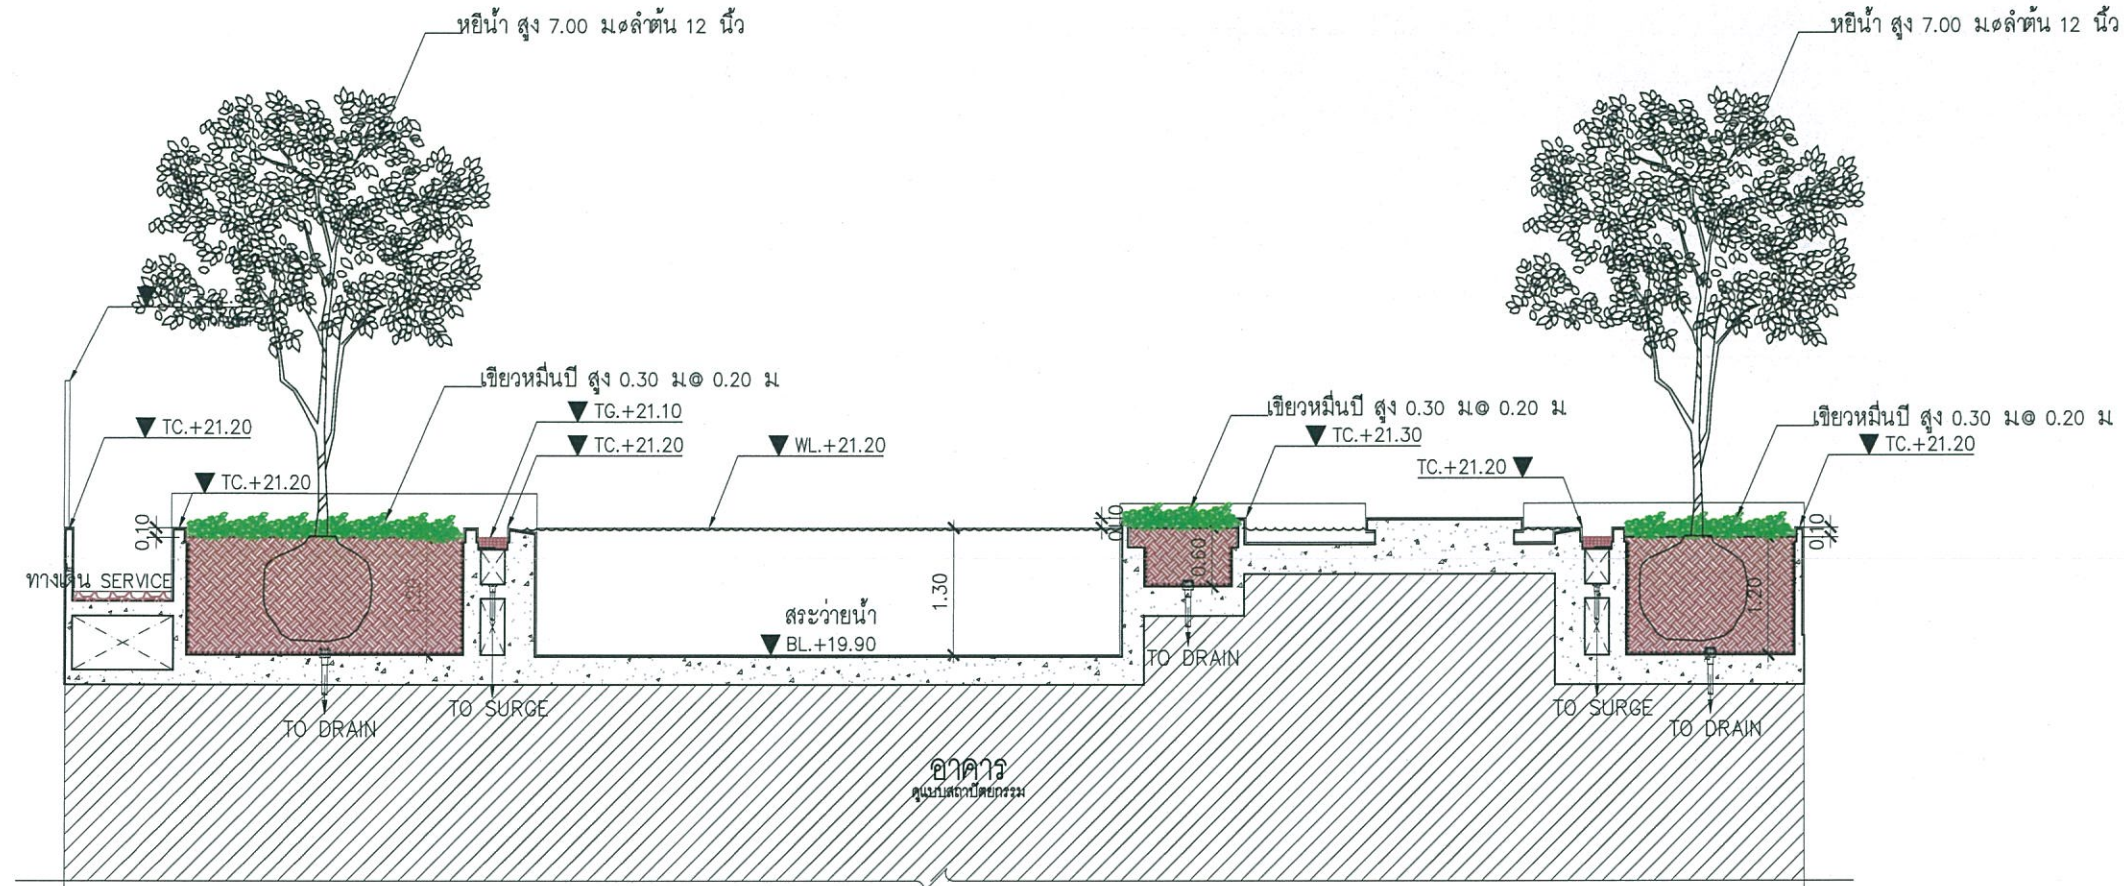 หยีน้ำ สูง 7.00 ม.ø ลำต้น 12 นิ้ว
หยีน้ำ สูง 7.00 ม.ø ลำต้น 12 นิ้ว
เขียวหมื่นปี สูง 0.30 ม.@ 0.20 ม.
TG.+21.10
TC.+21.20
TC.+21.20
WL.+21.20
TC.+21.20
เขียวหมื่นปี สูง 0.30 ม.@ 0.20 ม.
TC.+21.30
TC.+21.20
เขียวหมื่นปี สูง 0.30 ม.@ 0.20 ม.
TC.+21.20
0.10
0.10
0.10
ทางเดิน SERVICE
1.20
1.30
0.60
1.20
สระว่ายน้ำ
BL.+19.90
TO DRAIN
TO SURGE
TO DRAIN
TO SURGE
TO DRAIN
อาคาร
ดูแบบสถาปัตยกรรม